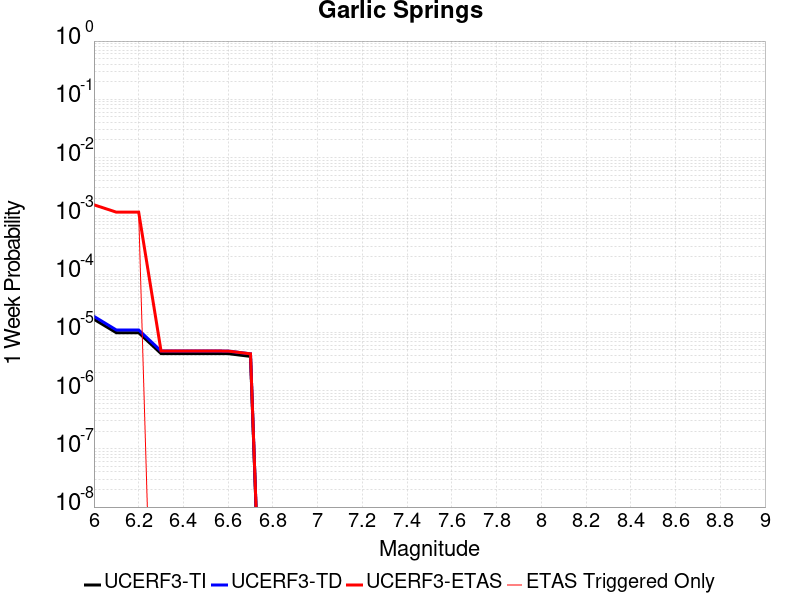 Garlic Springs
10^0
10^-1
10^-2
10^-3
10^-4
10^-5
10^-6
10^-7
10^-8
1 Week Probability
6 6.2 6.4 6.6 6.8 7 7.2 7.4 7.6 7.8 8 8.2 8.4 8.6 8.8 9
Magnitude
UCERF3-TI UCERF3-TD UCERF3-ETAS ETAS Triggered Only